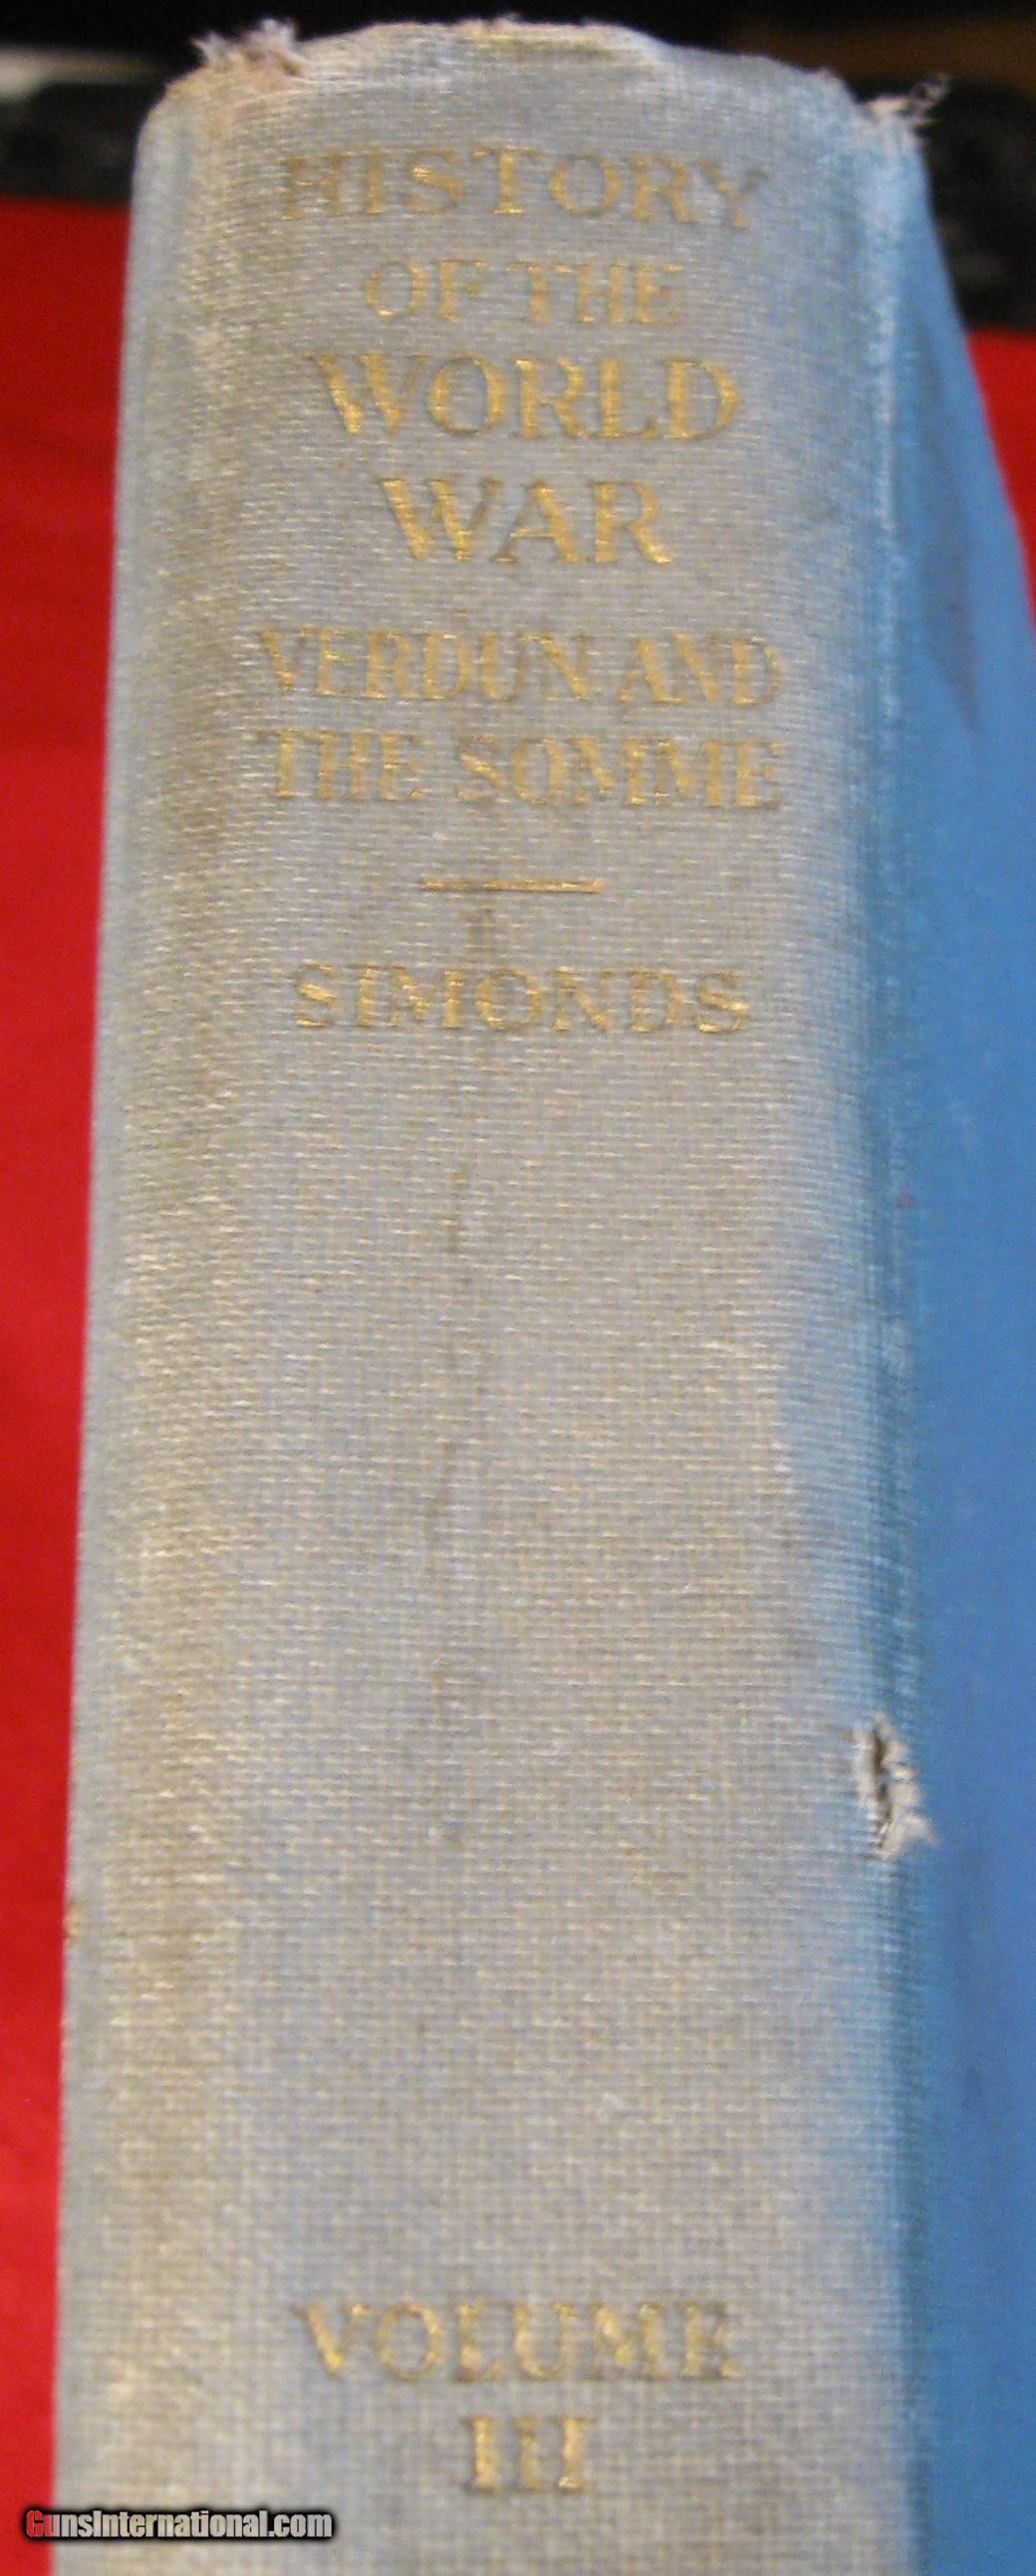 HISTORY
OF THE
WORLD
WAR
VERDUN AND
THE SOMME
SIMONDS
VOLUME
III
GunsInternational.com